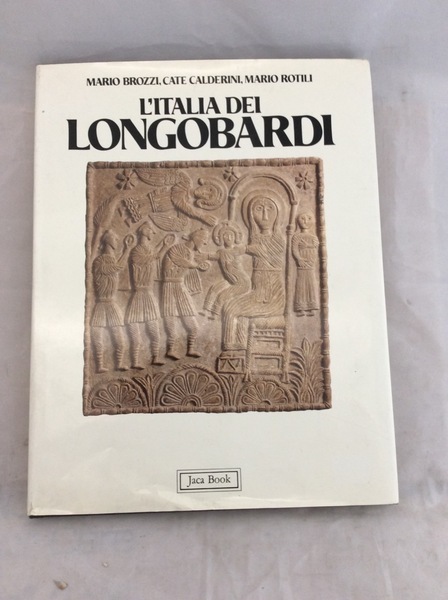 MARIO BROZZI, CATE CALDERINI, MARIO ROTILI
L'ITALIA DEI
LONGOBARDI
Jaca Book